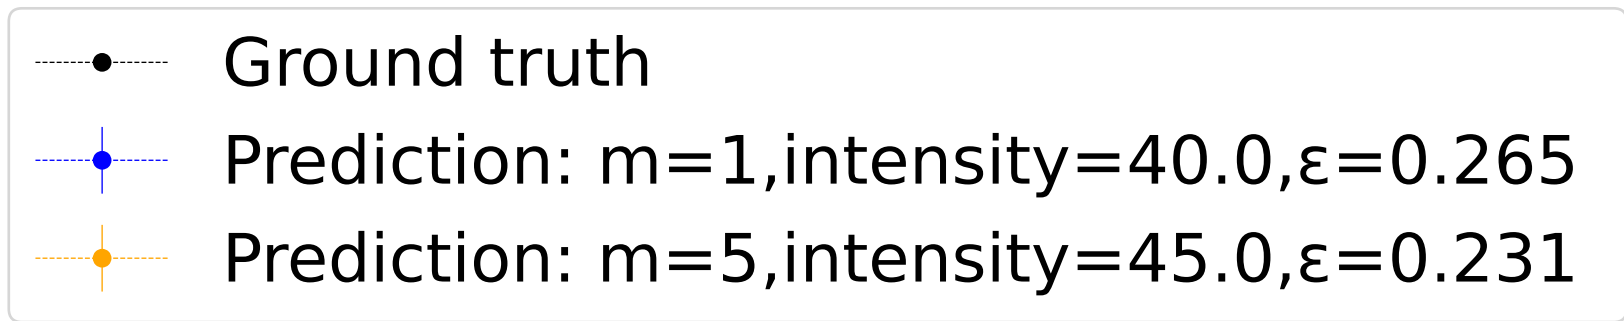 Ground truth
Prediction: m=1,intensity=40.0,ε=0.265
Prediction: m=5,intensity=45.0,ε=0.231